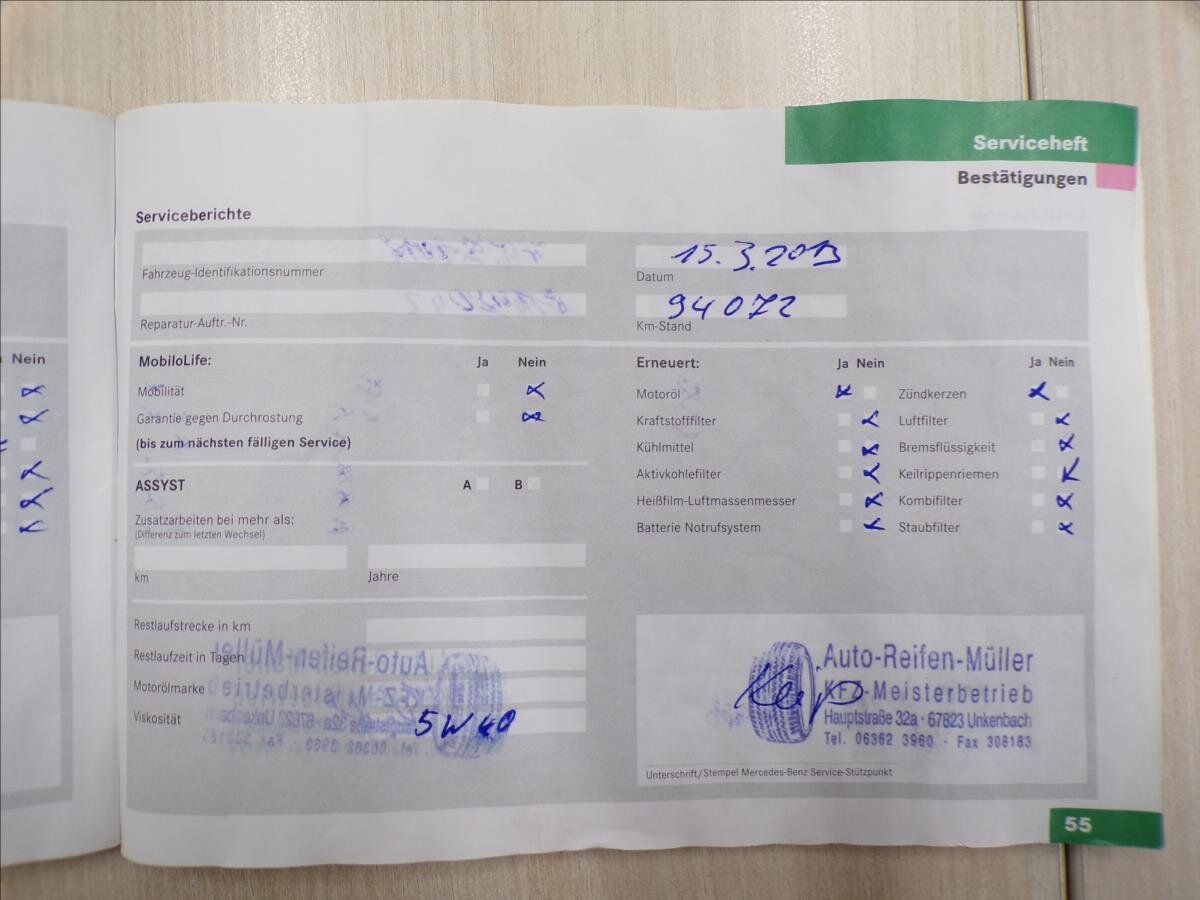 Serviceheft
Bestätigungen
Serviceberichte
15.3.2013
Fahrzeug-Identifikationsnummer
Datum
94072
Reparatur-Auftr.-Nr.
Km-Stand
Nein
MobiloLife: Ja Nein
Mobilität
Garantie gegen Durchrostung
(bis zum nächsten fälligen Service)
ASSYST A B
Zusatzarbeiten bei mehr als:
(Differenz zum letzten Wechsel)
km Jahre
Restlaufstrecke in km
Restlaufzeit in Tagen
Motorölmarke
Viskosität 5W40
Erneuert: Ja Nein Ja Nein
Motoröl Zündkerzen
Kraftstofffilter Luftfilter
Kühlmittel Bremsflüssigkeit
Aktivkohlefilter Keilrippenriemen
Heißfilm-Luftmassenmesser Kombifilter
Batterie Notrufsystem Staubfilter
Auto-Reifen-Müller
KFZ-Meisterbetrieb
Hauptstraße 32a · 67823 Unkenbach
Tel. 06362 3960 · Fax 308183
Unterschrift/Stempel Mercedes-Benz Service-Stützpunkt
55